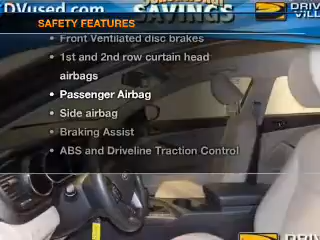 DVused.com
SAVINGS
DRIV
VILL
SAFETY FEATURES
Front Ventilated disc brakes
1st and 2nd row curtain head
airbags
Passenger Airbag
Side airbag
Braking Assist
ABS and Driveline Traction Control
DRIV